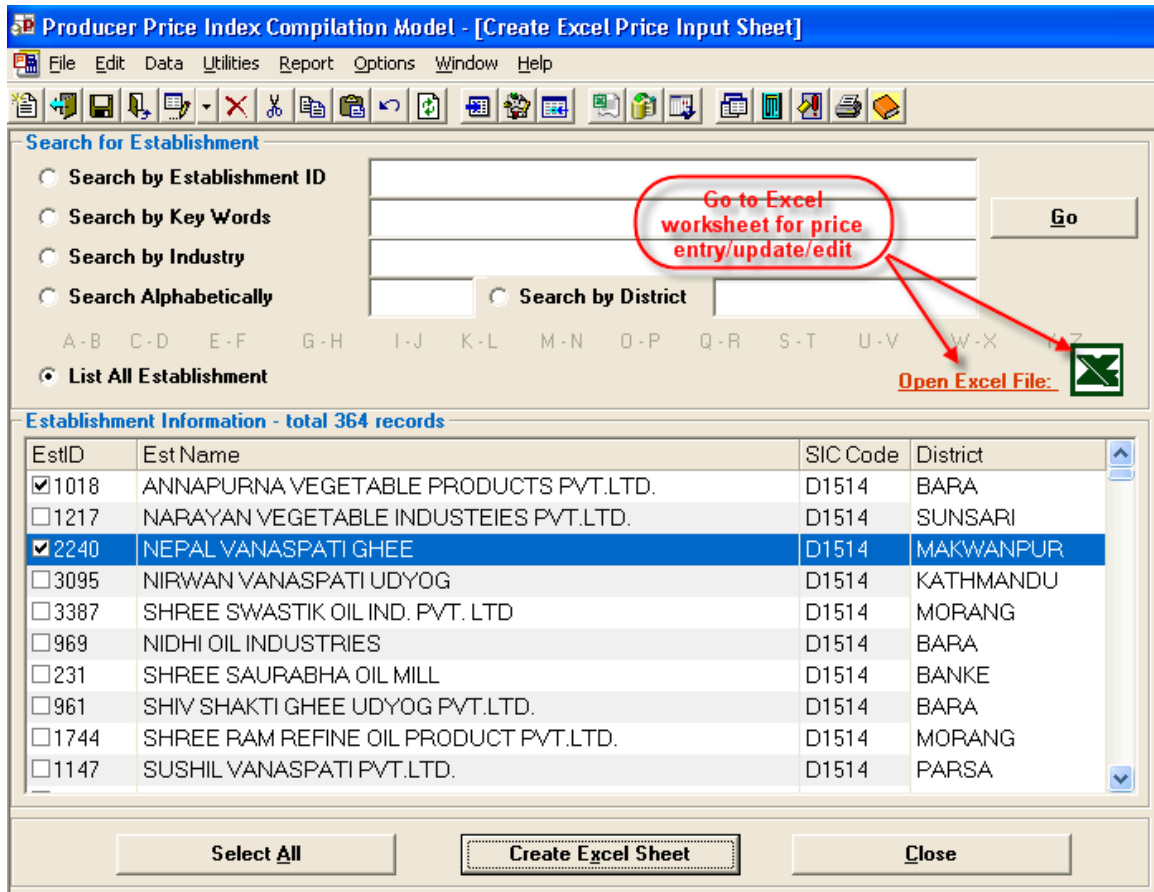 Producer Price Index Compilation Model - [Create Excel Price Input Sheet]
File Edit Data Utilities Report Options Window Help
Search for Establishment
Search by Establishment ID
Search by Key Words
Go
Search by Industry
Search Alphabetically Search by District
Go to Excel
worksheet for price
entry/update/edit
A - B C - D E - F G - H I - J K - L M - N O - P Q - R S - T U - V W - X Y - Z
List All Establishment
Open Excel File:
Establishment Information - total 364 records
EstID Est Name SIC Code District
1018 ANNAPURNA VEGETABLE PRODUCTS PVT.LTD. D1514 BARA
1217 NARAYAN VEGETABLE INDUSTEIES PVT.LTD. D1514 SUNSARI
2240 NEPAL VANASPATI GHEE D1514 MAKWANPUR
3095 NIRWAN VANASPATI UDYOG D1514 KATHMANDU
3387 SHREE SWASTIK OIL IND. PVT. LTD D1514 MORANG
969 NIDHI OIL INDUSTRIES D1514 BARA
231 SHREE SAURABHA OIL MILL D1514 BANKE
961 SHIV SHAKTI GHEE UDYOG PVT.LTD. D1514 BARA
1744 SHREE RAM REFINE OIL PRODUCT PVT.LTD. D1514 MORANG
1147 SUSHIL VANASPATI PVT.LTD. D1514 PARSA
Select All Create Excel Sheet Close